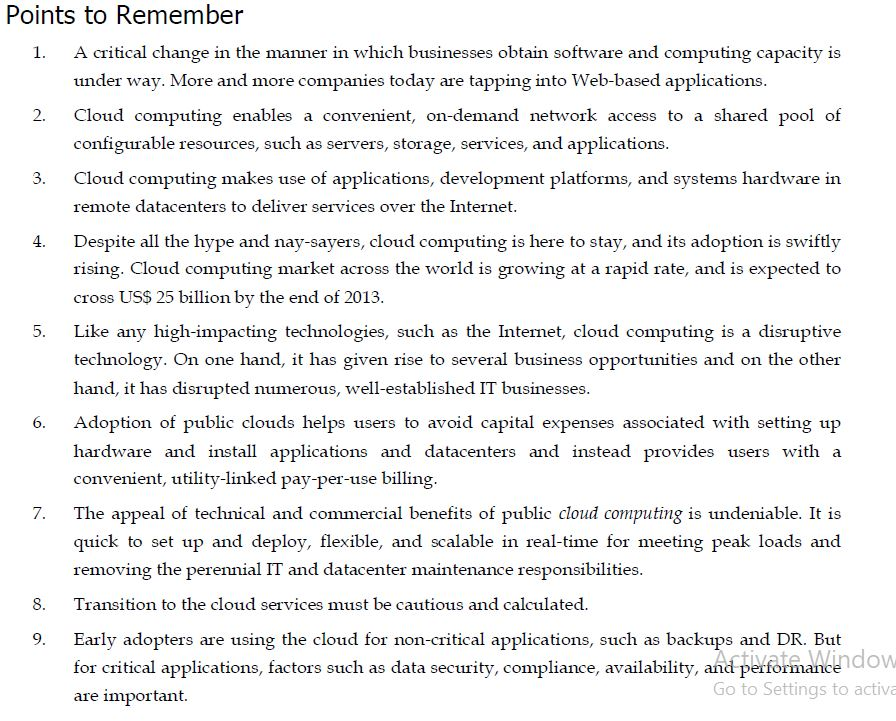 Points to Remember
1. A critical change in the manner in which businesses obtain software and computing capacity is
under way. More and more companies today are tapping into Web-based applications.
2. Cloud computing enables a convenient, on-demand network access to a shared pool of
configurable resources, such as servers, storage, services, and applications.
3. Cloud computing makes use of applications, development platforms, and systems hardware in
remote datacenters to deliver services over the Internet.
4. Despite all the hype and nay-sayers, cloud computing is here to stay, and its adoption is swiftly
rising. Cloud computing market across the world is growing at a rapid rate, and is expected to
cross US$ 25 billion by the end of 2013.
5. Like any high-impacting technologies, such as the Internet, cloud computing is a disruptive
technology. On one hand, it has given rise to several business opportunities and on the other
hand, it has disrupted numerous, well-established IT businesses.
6. Adoption of public clouds helps users to avoid capital expenses associated with setting up
hardware and install applications and datacenters and instead provides users with a
convenient, utility-linked pay-per-use billing.
7. The appeal of technical and commercial benefits of public cloud computing is undeniable. It is
quick to set up and deploy, flexible, and scalable in real-time for meeting peak loads and
removing the perennial IT and datacenter maintenance responsibilities.
8. Transition to the cloud services must be cautious and calculated.
9. Early adopters are using the cloud for non-critical applications, such as backups and DR. But
for critical applications, factors such as data security, compliance, availability, and performance
are important.
Activate Window
Go to Settings to activa